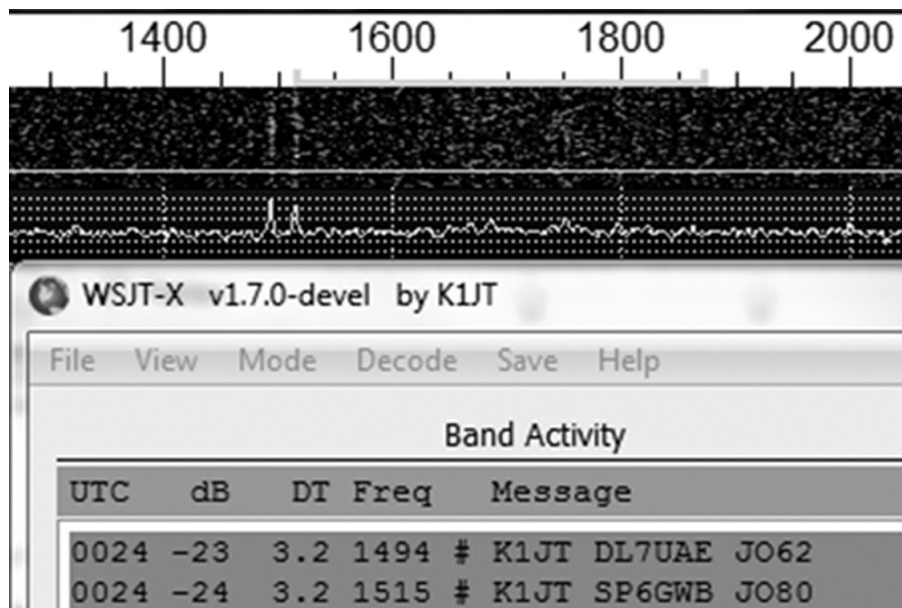 1400 1600 1800 2000
WSJT-X v1.7.0-devel by K1JT
File View Mode Decode Save Help
Band Activity
UTC dB DT Freq Message
0024 -23 3.2 1494 # K1JT DL7UAE JO62
0024 -24 3.2 1515 # K1JT SP6GWB JO80